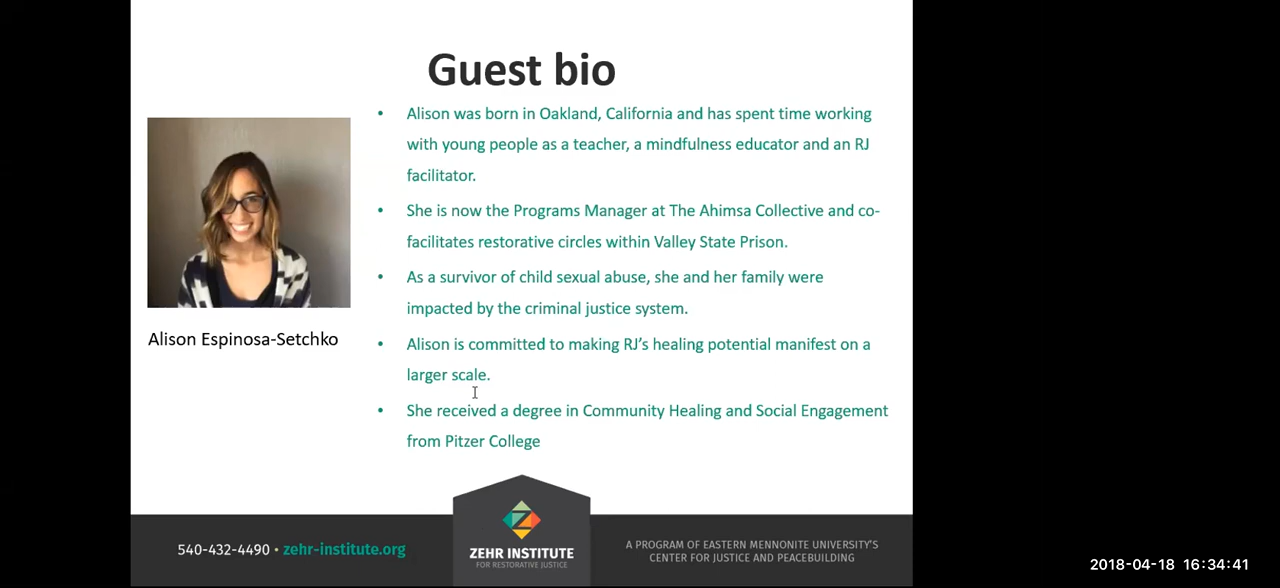 Guest bio
• Alison was born in Oakland, California and has spent time working
with young people as a teacher, a mindfulness educator and an RJ
facilitator.
• She is now the Programs Manager at The Ahimsa Collective and co-
facilitates restorative circles within Valley State Prison.
• As a survivor of child sexual abuse, she and her family were
impacted by the criminal justice system.
• Alison is committed to making RJ’s healing potential manifest on a
larger scale.
• She received a degree in Community Healing and Social Engagement
from Pitzer College
Alison Espinosa-Setchko
540-432-4490 • zehr-institute.org
ZEHR INSTITUTE
FOR RESTORATIVE JUSTICE
A PROGRAM OF EASTERN MENNONITE UNIVERSITY’S
CENTER FOR JUSTICE AND PEACEBUILDING
2018-04-18 16:34:41